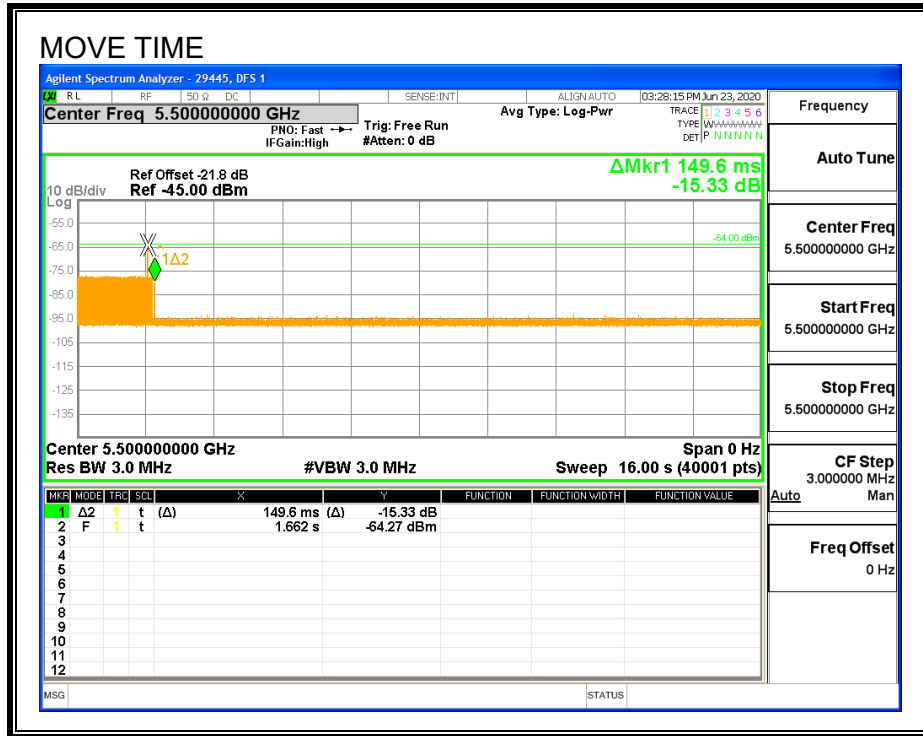 MOVE TIME
Agilent Spectrum Analyzer - 29445, DFS 1
LXI RL RF 50 Ω DC SENSE:INT ALIGN AUTO 03:28:15 PM Jun 23, 2020
Center Freq 5.500000000 GHz
PNO: Fast
IFGain:High
Trig: Free Run
#Atten: 0 dB
Avg Type: Log-Pwr
TRACE 1 2 3 4 5 6
TYPE WWWWWW
DET P N N N N N
ΔMkr1 149.6 ms
-15.33 dB
Ref Offset -21.8 dB
10 dB/div Ref -45.00 dBm
Log
-55.0
-64.00 dBm
-65.0
1Δ2
-75.0
-85.0
-95.0
-105
-115
-125
-135
Center 5.500000000 GHz Span 0 Hz
Res BW 3.0 MHz #VBW 3.0 MHz Sweep 16.00 s (40001 pts)
MKR MODE TRC SCL X Y FUNCTION FUNCTION WIDTH FUNCTION VALUE
1 Δ2 1 t (Δ) 149.6 ms (Δ) -15.33 dB
2 F 1 t 1.662 s -64.27 dBm
3
4
5
6
7
8
9
10
11
12
MSG STATUS
Frequency
Auto Tune
Center Freq
5.500000000 GHz
Start Freq
5.500000000 GHz
Stop Freq
5.500000000 GHz
CF Step
3.000000 MHz
Auto Man
Freq Offset
0 Hz